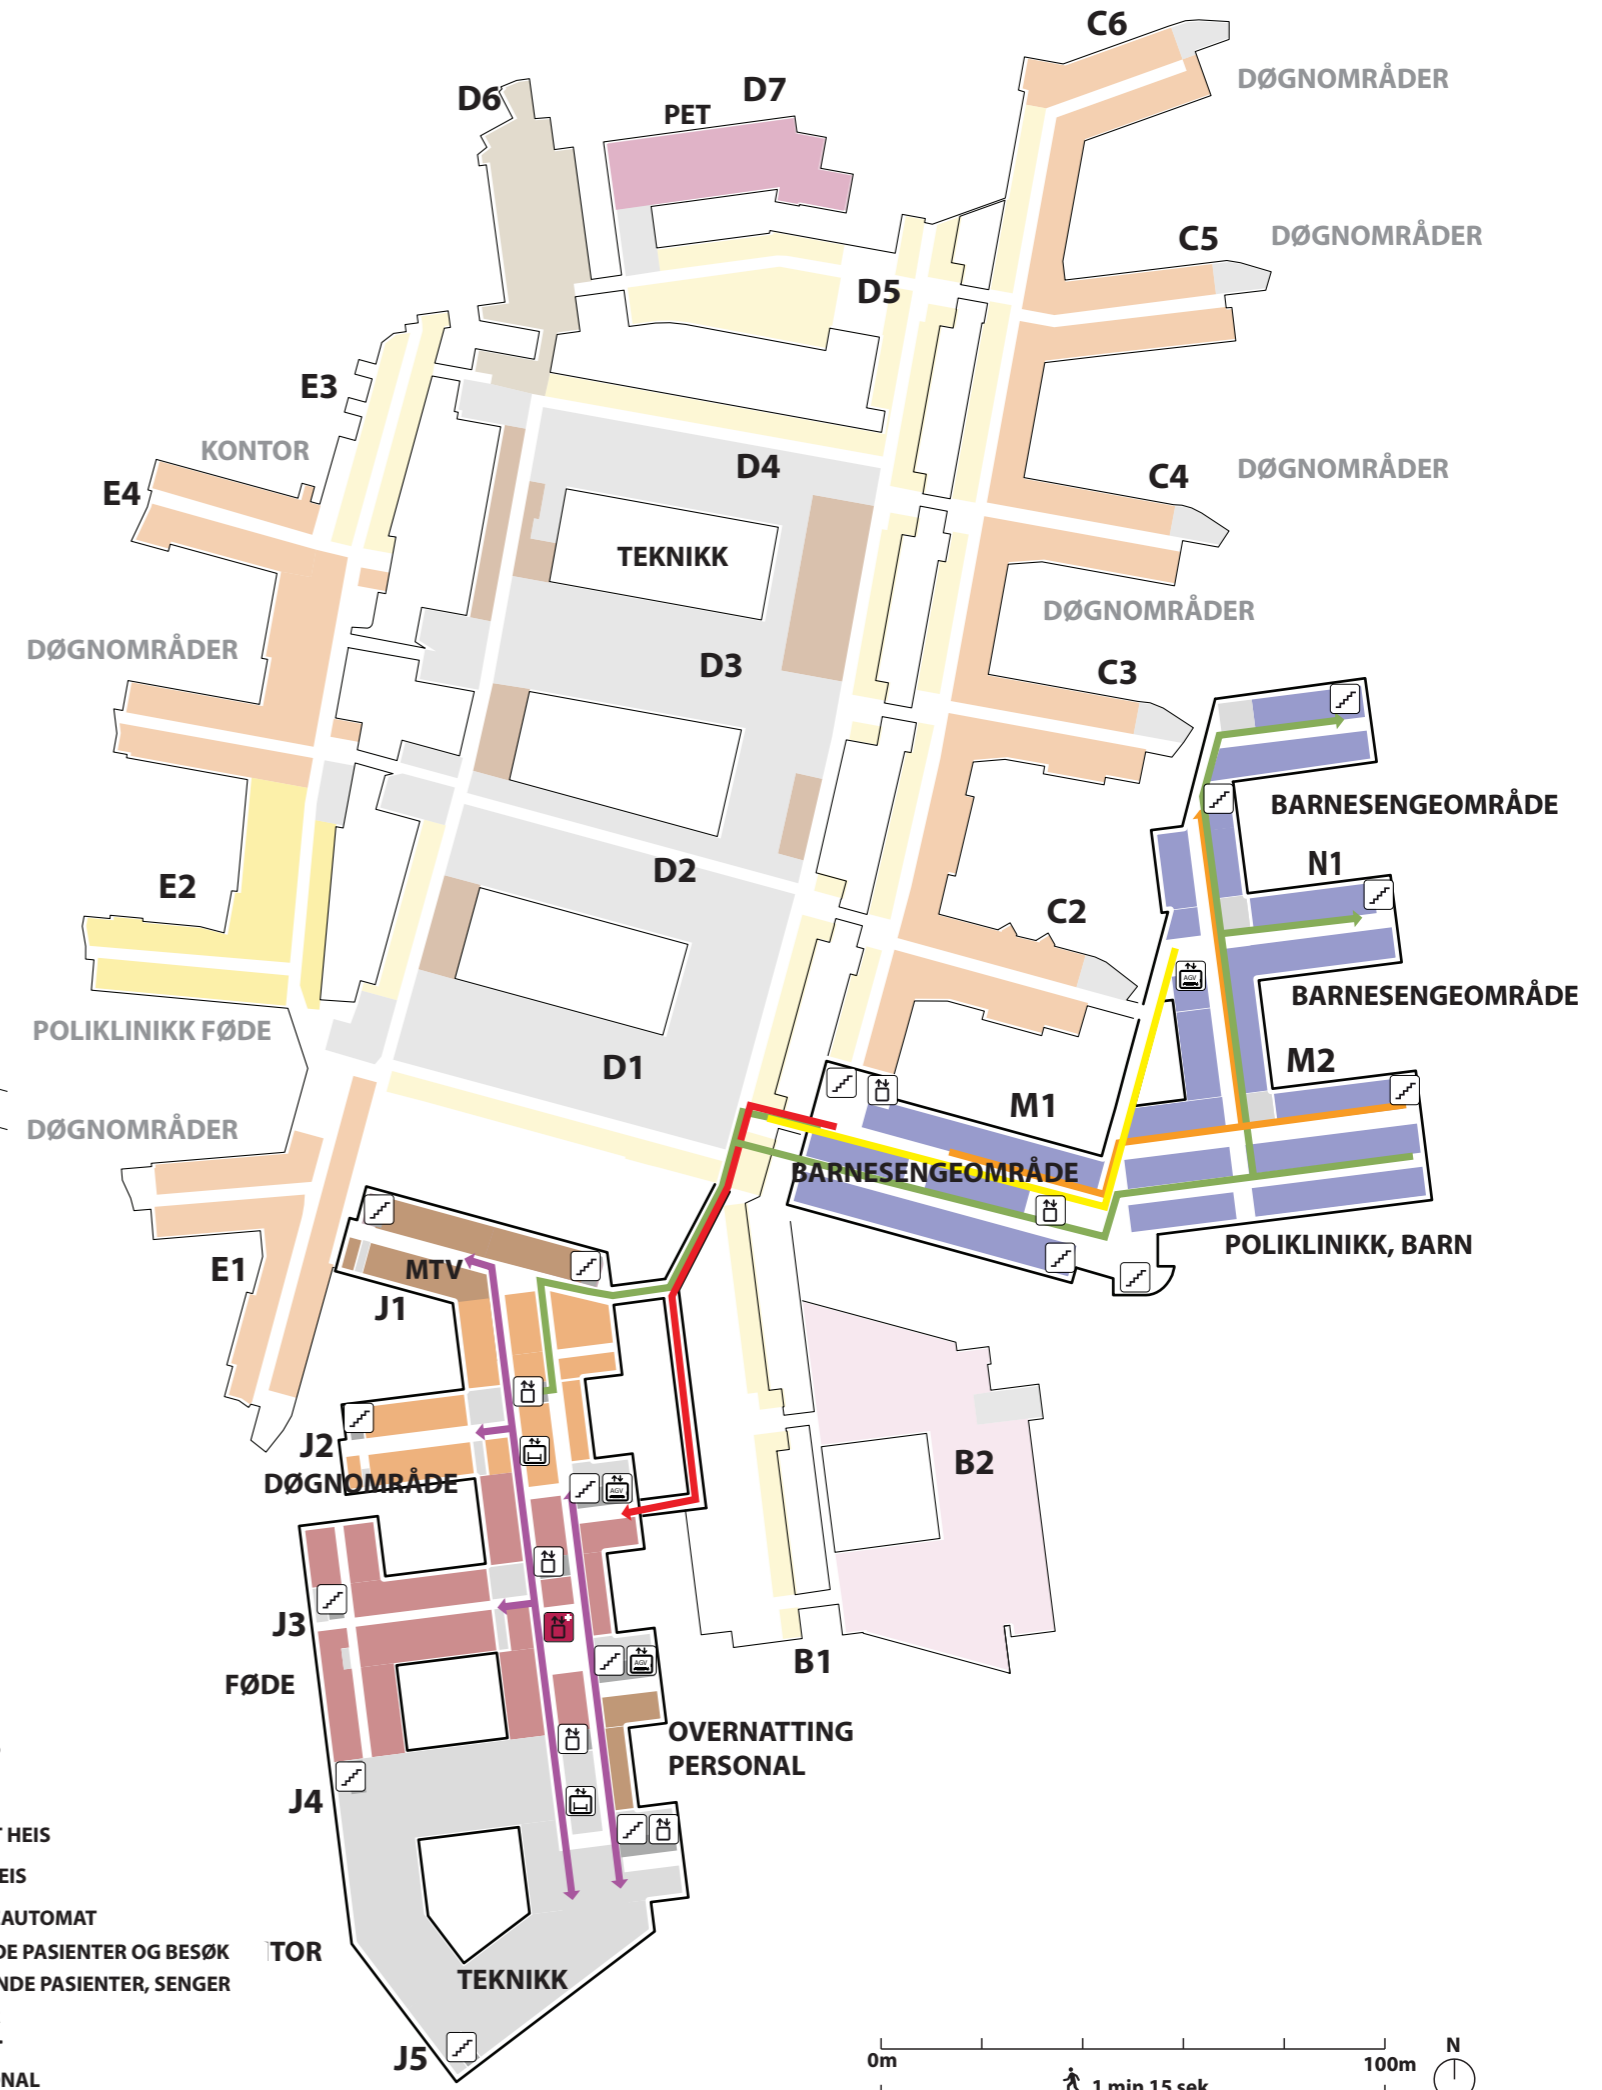 C6
DØGNOMRÅDER
D7
D6
PET
C5
DØGNOMRÅDER
D5
E3
KONTOR
D4
C4
DØGNOMRÅDER
E4
TEKNIKK
DØGNOMRÅDER
DØGNOMRÅDER
D3
C3
BARNESENGEOMRÅDE
D2
N1
E2
C2
AGV
BARNESENGEOMRÅDE
POLIKLINIKK FØDE
D1
M2
M1
DØGNOMRÅDER
BARNESENGEOMRÅDE
POLIKLINIKK, BARN
E1
MTV
J1
J2
DØGNOMRÅDE
B2
AGV
J3
FØDE
AGV
B1
OVERNATTING
PERSONAL
J4
HEIS
EIS
AUTOMAT
DE PASIENTER OG BESØK
TOR
NDE PASIENTER, SENGER
TEKNIKK
J5
0m
100m
N
1 min 15 sek
NAL